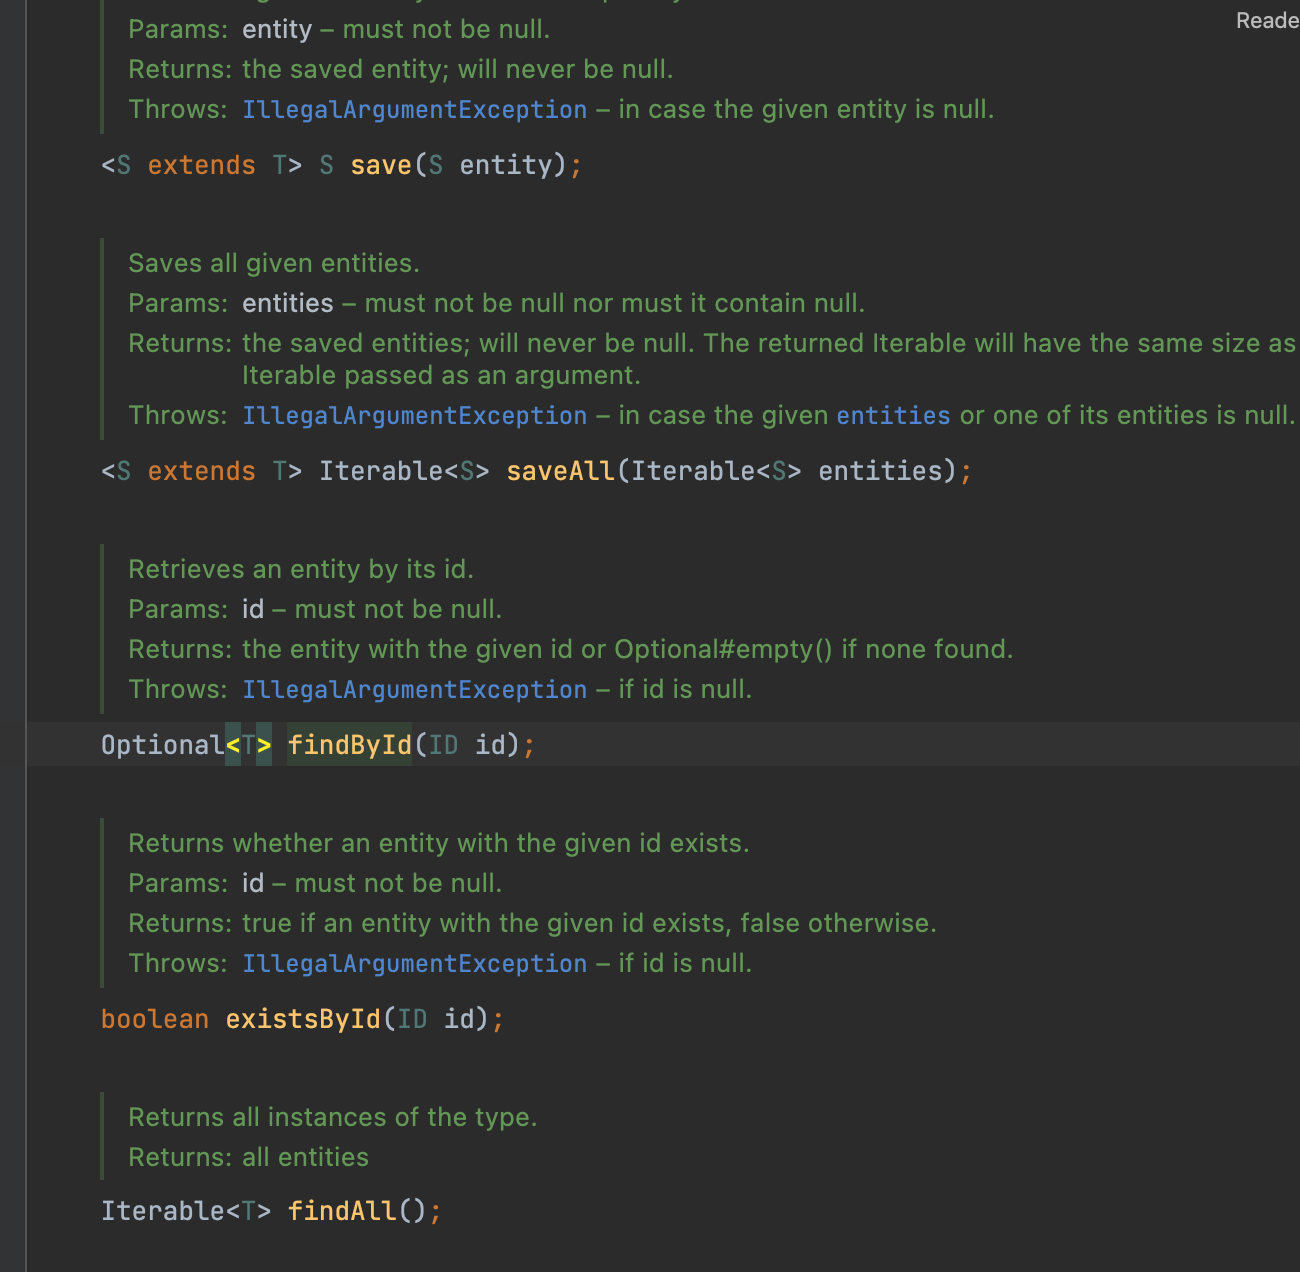 Reade
Params: entity – must not be null.
Returns: the saved entity; will never be null.
Throws: IllegalArgumentException – in case the given entity is null.
<S extends T> S save(S entity);
Saves all given entities.
Params: entities – must not be null nor must it contain null.
Returns: the saved entities; will never be null. The returned Iterable will have the same size as
Iterable passed as an argument.
Throws: IllegalArgumentException – in case the given entities or one of its entities is null.
<S extends T> Iterable<S> saveAll(Iterable<S> entities);
Retrieves an entity by its id.
Params: id – must not be null.
Returns: the entity with the given id or Optional#empty() if none found.
Throws: IllegalArgumentException – if id is null.
Optional<T> findById(ID id);
Returns whether an entity with the given id exists.
Params: id – must not be null.
Returns: true if an entity with the given id exists, false otherwise.
Throws: IllegalArgumentException – if id is null.
boolean existsById(ID id);
Returns all instances of the type.
Returns: all entities
Iterable<T> findAll();